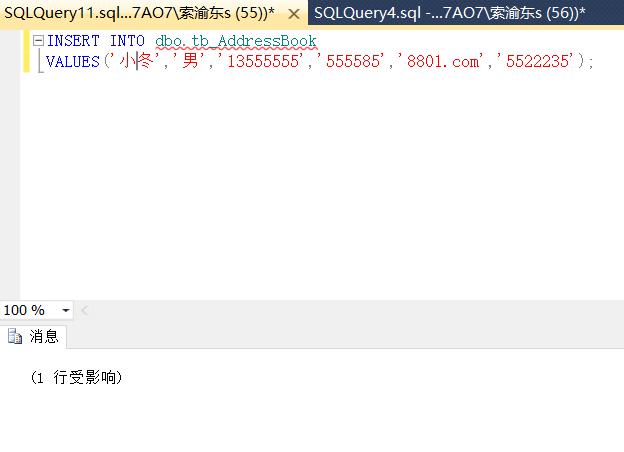 SQLQuery11.sql...7AO7\索渝东s (55))* ×
SQLQuery4.sql -...7AO7\索渝东s (56))*
INSERT INTO dbo.tb_AddressBook
VALUES('小冬','男','13555555','555585','8801.com','5522235');
100 %
消息
(1 行受影响)